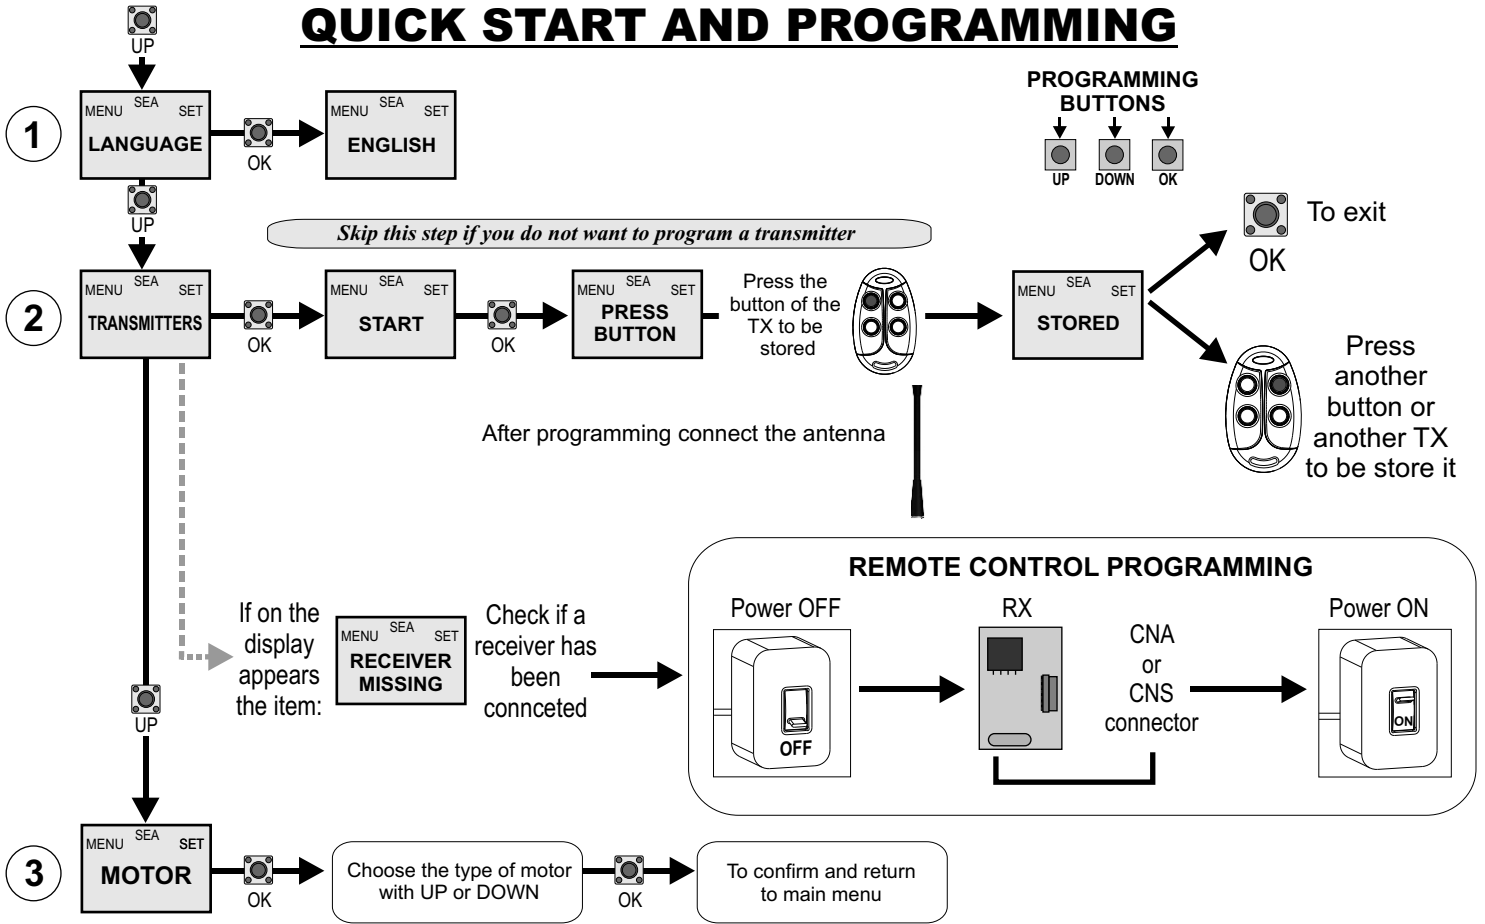 QUICK START AND PROGRAMMING
UP
PROGRAMMING
BUTTONS
UP DOWN OK
1
MENU SEA SET
LANGUAGE
OK
MENU SEA SET
ENGLISH
UP
Skip this step if you do not want to program a transmitter
2
MENU SEA SET
TRANSMITTERS
OK
MENU SEA SET
START
OK
MENU SEA SET
PRESS
BUTTON
Press the
button of the
TX to be
stored
MENU SEA SET
STORED
To exit
OK
Press
another
button or
another TX
to be store it
After programming connect the antenna
If on the
display
appears
the item:
MENU SEA SET
RECEIVER
MISSING
Check if a
receiver has
been
connceted
REMOTE CONTROL PROGRAMMING
Power OFF
OFF
RX
CNA
or
CNS
connector
Power ON
ON
UP
3
MENU SEA SET
MOTOR
OK
Choose the type of motor
with UP or DOWN
OK
To confirm and return
to main menu